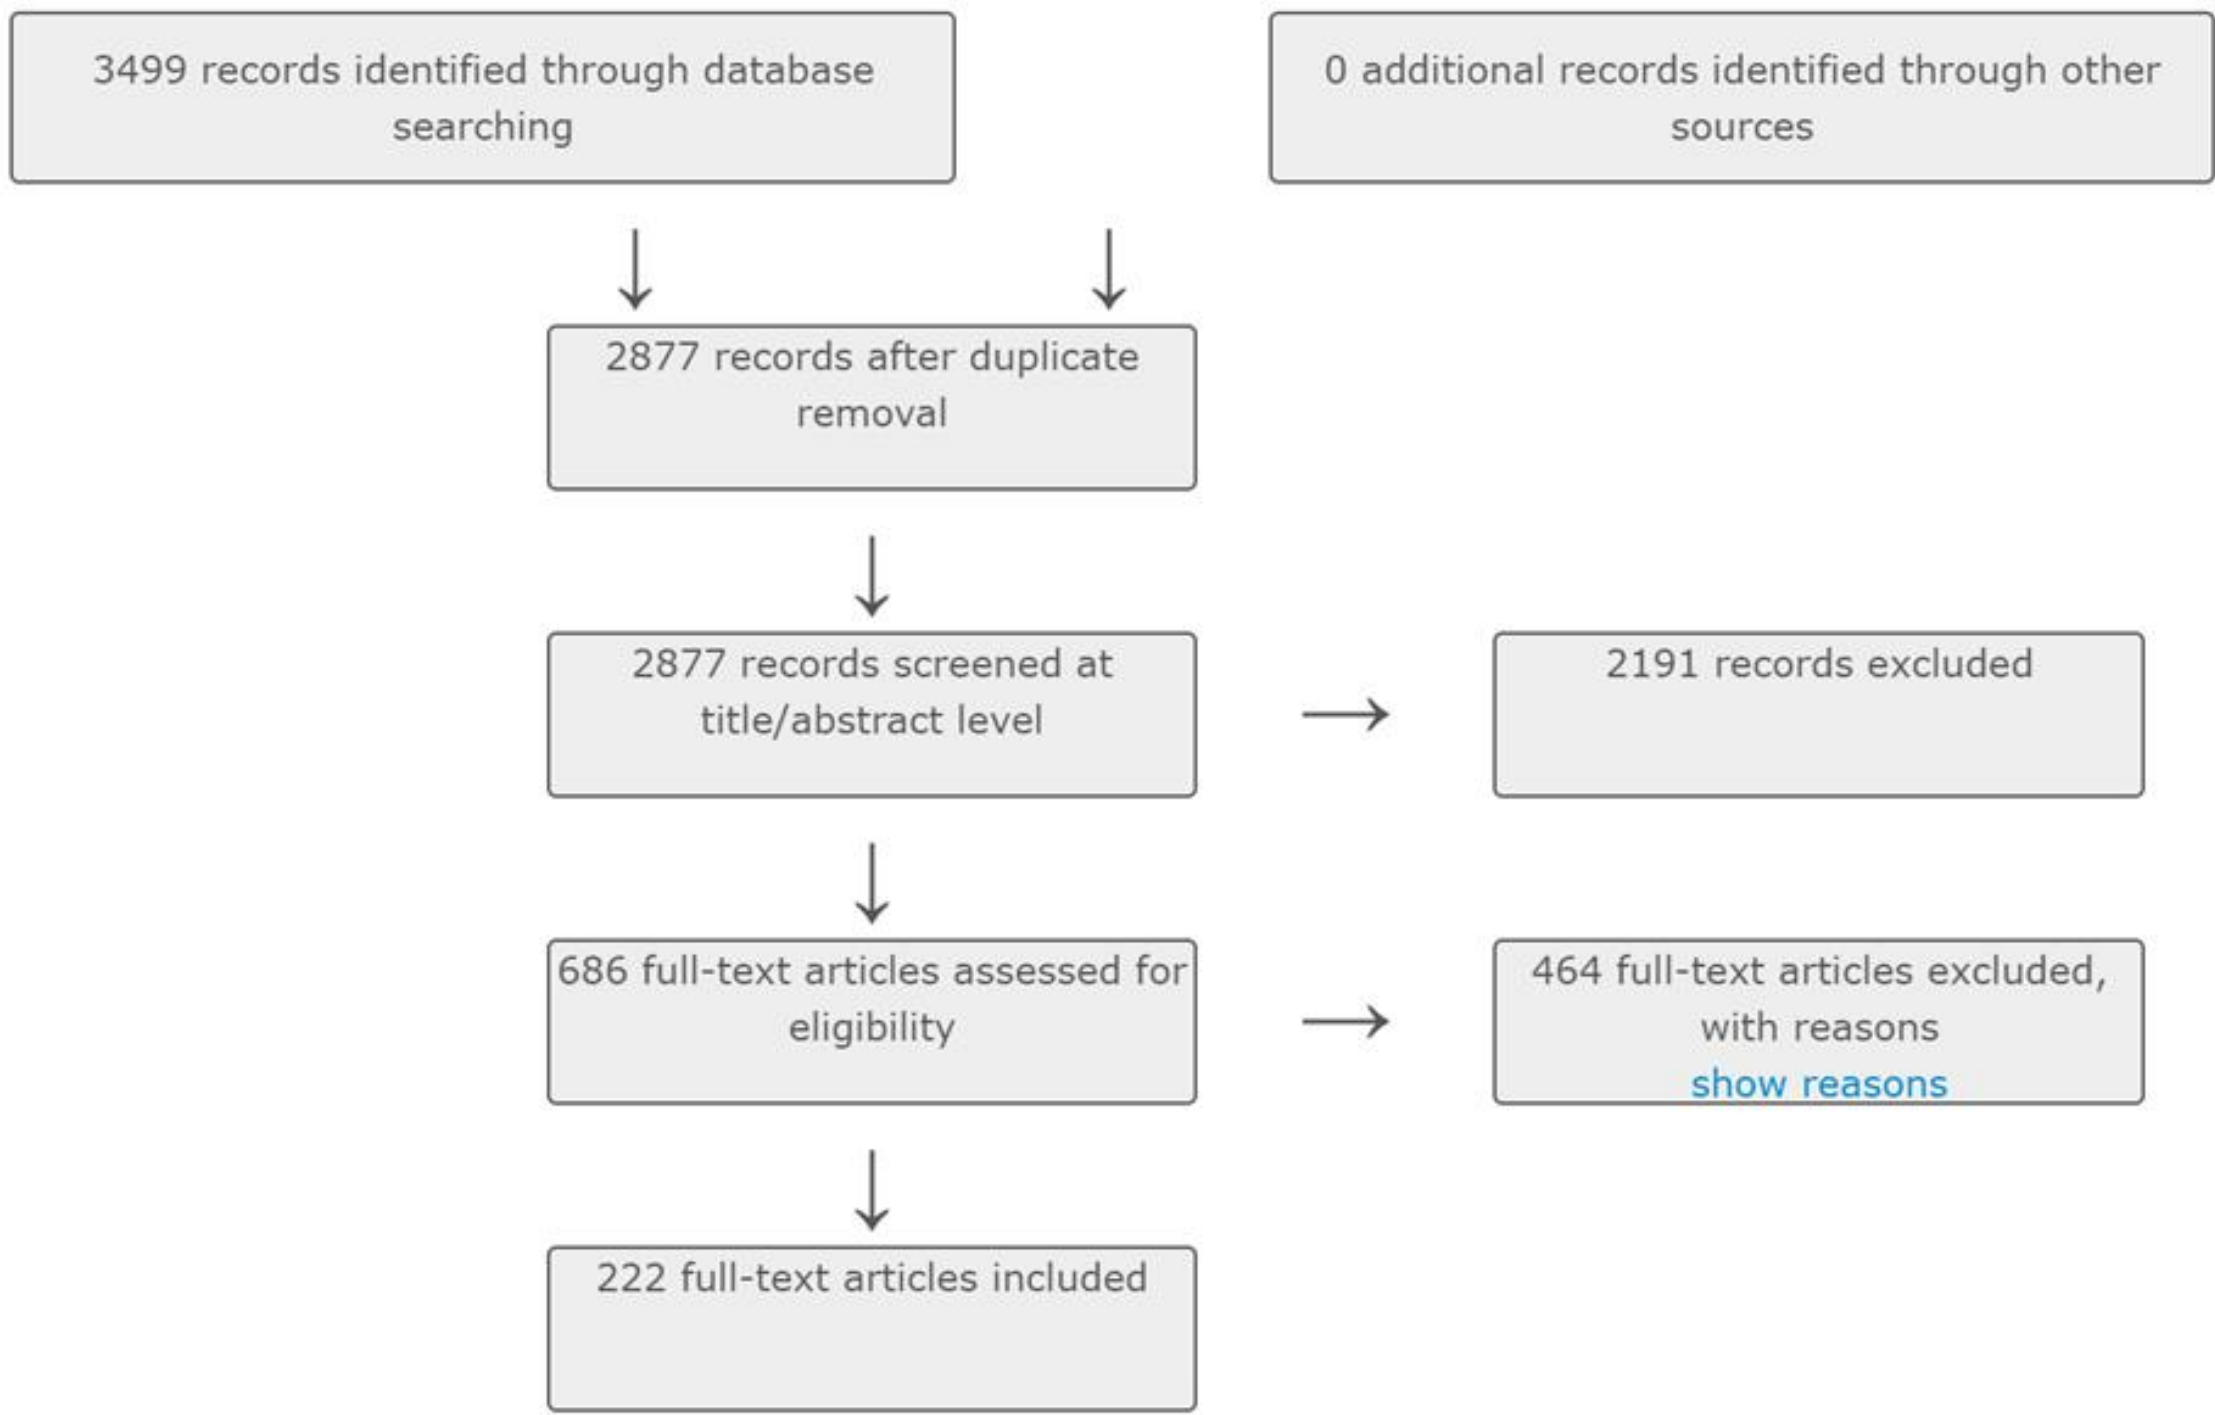 3499 records identified through database
searching
0 additional records identified through other
sources
2877 records after duplicate
removal
2877 records screened at
title/abstract level
2191 records excluded
686 full-text articles assessed for
eligibility
464 full-text articles excluded,
with reasons
show reasons
222 full-text articles included